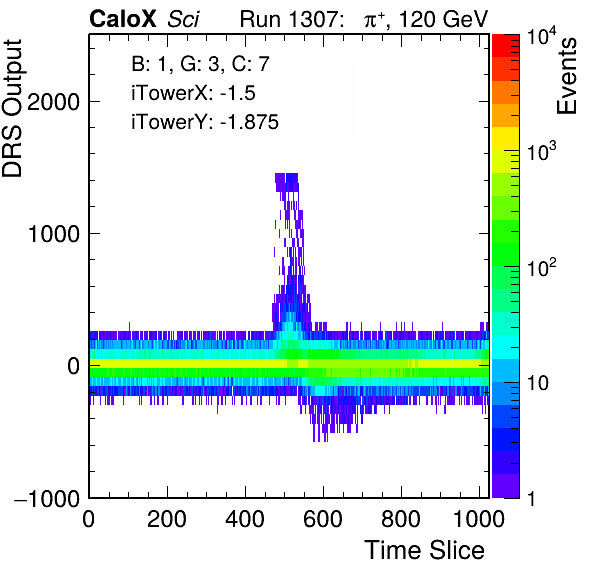 CaloX Sci Run 1307: π⁺, 120 GeV
B: 1, G: 3, C: 7
iTowerX: -1.5
iTowerY: -1.875
DRS Output
2000
1000
0
−1000
0 200 400 600 800 1000
Time Slice
Events
10⁴
10³
10²
10
1